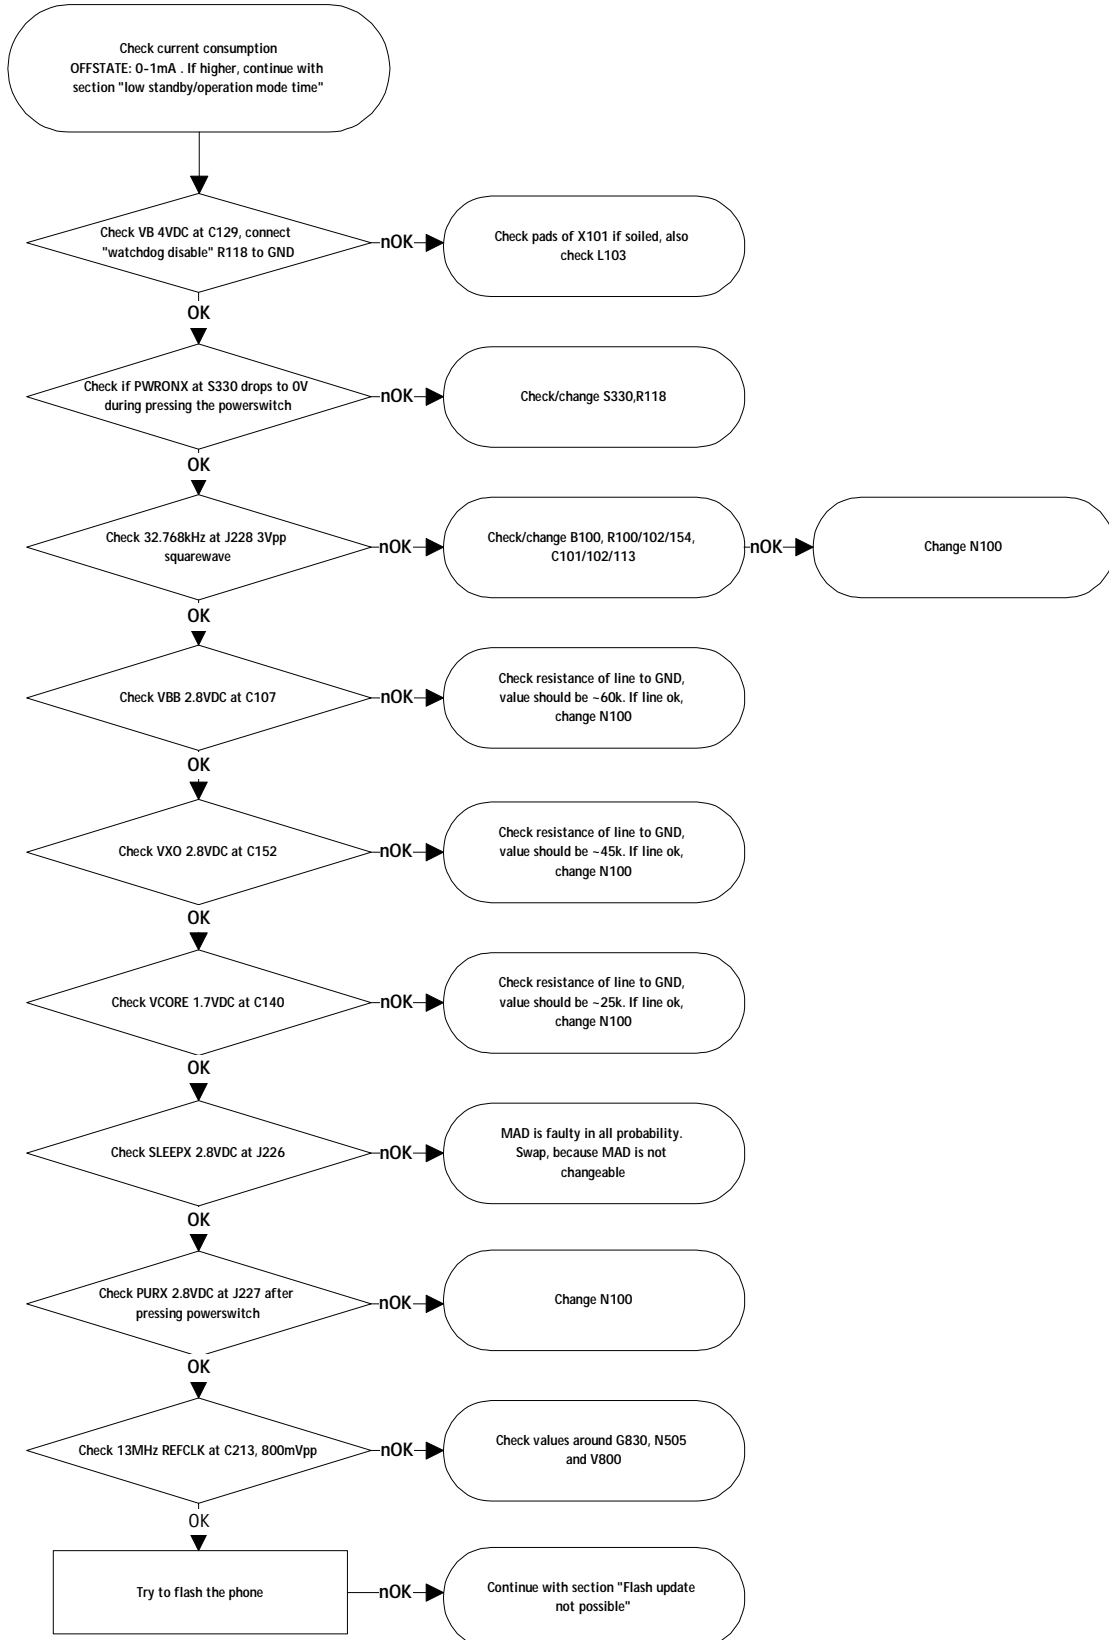 Check current consumption
OFFSTATE: 0-1mA . If higher, continue with
section "low standby/operation mode time"
Check VB 4VDC at C129, connect
"watchdog disable" R118 to GND
nOK
Check pads of X101 if soiled, also
check L103
OK
Check if PWRONX at S330 drops to 0V
during pressing the powerswitch
nOK
Check/change S330,R118
OK
Check 32.768kHz at J228 3Vpp
squarewave
nOK
Check/change B100, R100/102/154,
C101/102/113
nOK
Change N100
OK
Check VBB 2.8VDC at C107
nOK
Check resistance of line to GND,
value should be ~60k. If line ok,
change N100
OK
Check VXO 2.8VDC at C152
nOK
Check resistance of line to GND,
value should be ~45k. If line ok,
change N100
OK
Check VCORE 1.7VDC at C140
nOK
Check resistance of line to GND,
value should be ~25k. If line ok,
change N100
OK
Check SLEEPX 2.8VDC at J226
nOK
MAD is faulty in all probability.
Swap, because MAD is not
changeable
OK
Check PURX 2.8VDC at J227 after
pressing powerswitch
nOK
Change N100
OK
Check 13MHz REFCLK at C213, 800mVpp
nOK
Check values around G830, N505
and V800
OK
Try to flash the phone
nOK
Continue with section "Flash update
not possible"